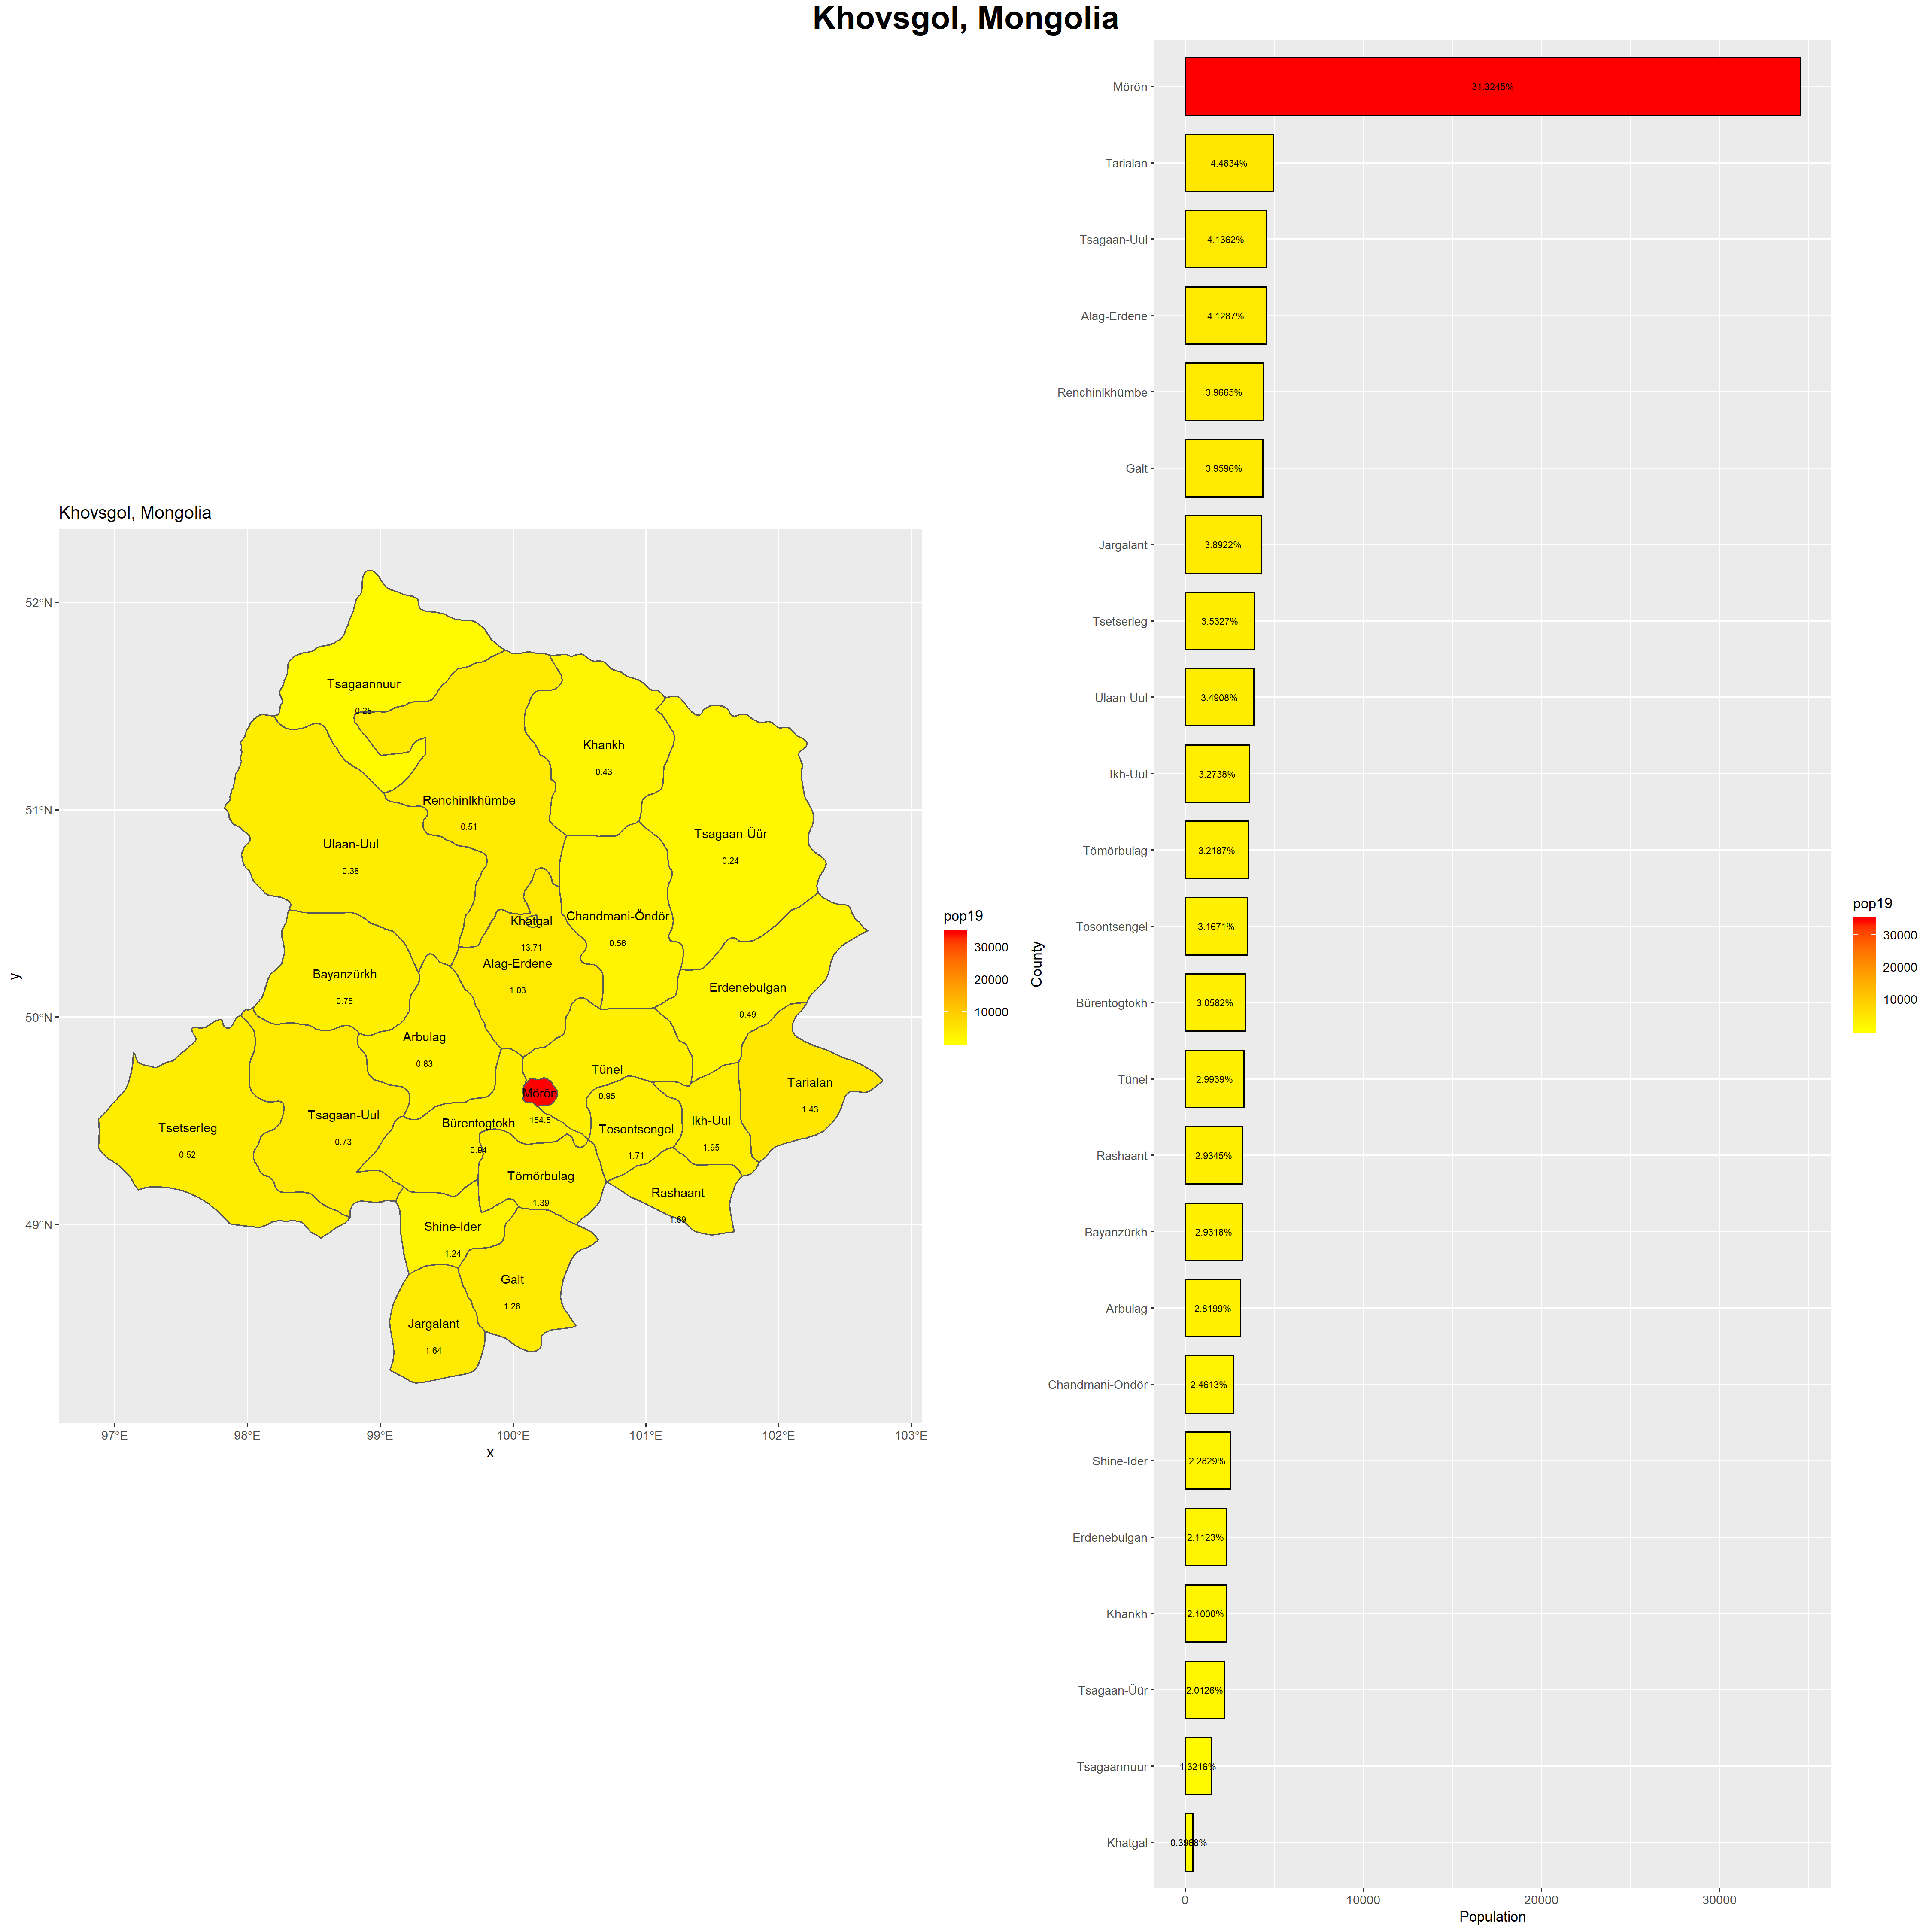 Khovsgol, Mongolia
Khovsgol, Mongolia
52°N
51°N
50°N
49°N
y
97°E
98°E
99°E
100°E
101°E
102°E
103°E
x
Tsagaannuur
0.25
Khankh
0.43
Renchinlkhümbe
0.51
Tsagaan-Üür
0.24
Ulaan-Uul
0.38
Khatgal
13.71
Chandmani-Öndör
0.56
Alag-Erdene
1.03
Bayanzürkh
0.75
Erdenebulgan
0.49
Arbulag
0.83
Tünel
0.95
Tarialan
1.43
Mörön
154.5
Tsagaan-Uul
0.73
Bürentogtokh
0.94
Tosontsengel
1.71
Ikh-Uul
1.95
Tsetserleg
0.52
Tömörbulag
1.39
Rashaant
1.69
Shine-Ider
1.24
Galt
1.26
Jargalant
1.64
pop19
30000
20000
10000
County
Mörön 31.3245%
Tarialan 4.4834%
Tsagaan-Uul 4.1362%
Alag-Erdene 4.1287%
Renchinlkhümbe 3.9665%
Galt 3.9596%
Jargalant 3.8922%
Tsetserleg 3.5327%
Ulaan-Uul 3.4908%
Ikh-Uul 3.2738%
Tömörbulag 3.2187%
Tosontsengel 3.1671%
Bürentogtokh 3.0582%
Tünel 2.9939%
Rashaant 2.9345%
Bayanzürkh 2.9318%
Arbulag 2.8199%
Chandmani-Öndör 2.4613%
Shine-Ider 2.2829%
Erdenebulgan 2.1123%
Khankh 2.1000%
Tsagaan-Üür 2.0126%
Tsagaannuur 1.3216%
Khatgal 0.3968%
0
10000
20000
30000
Population
pop19
30000
20000
10000